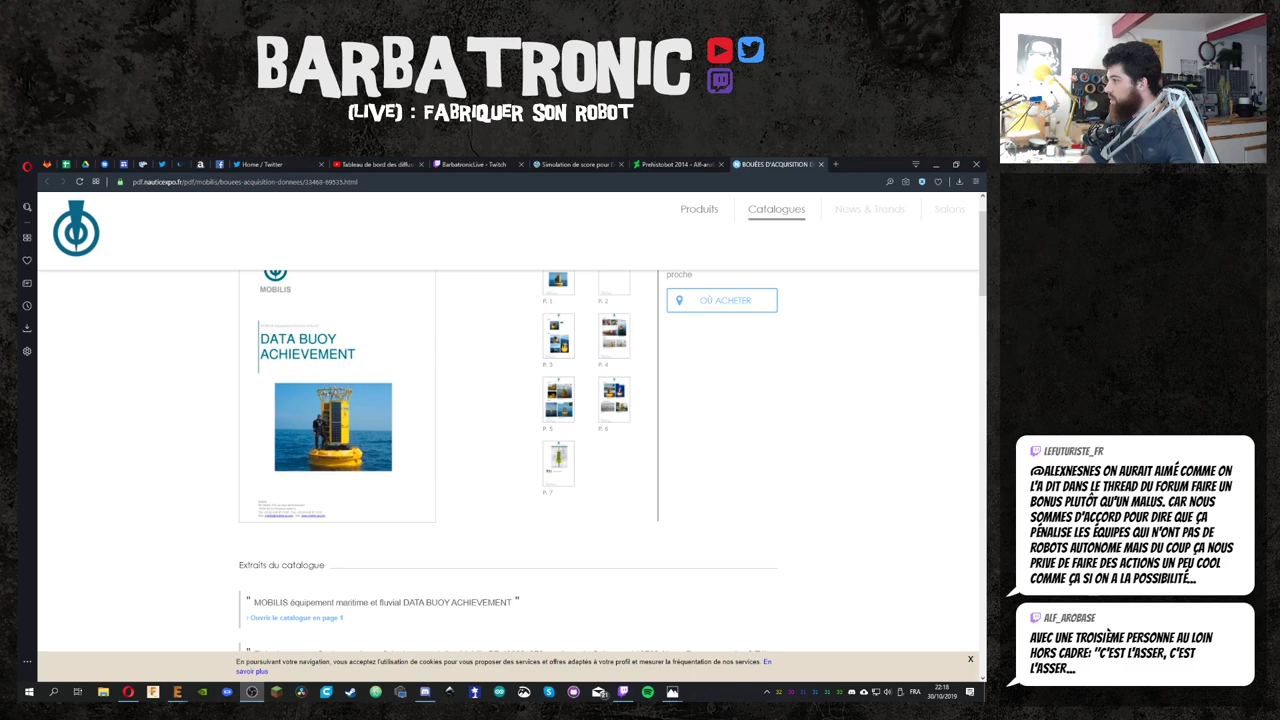 BARBATRONIC
(LIVE) : FABRIQUER SON ROBOT
Home / Twitter
Tableau de bord des diffus
BarbatronicLive - Twitch
Simulation de score pour E
Prehistobot 2014 - Alf-arot
BOUÉES D'ACQUISITION D
pdf.nauticexpo.fr/pdf/mobilis/bouees-acquisition-donnees/33468-69535.html
Produits
Catalogues
News & Trends
Salons
MOBILIS
DATA BUOY
ACHIEVEMENT
P. 1
P. 2
P. 3
P. 4
P. 5
P. 6
P. 7
proche
OÙ ACHETER
Extraits du catalogue
" MOBILIS équipement maritime et fluvial DATA BUOY ACHIEVEMENT "
› Ouvrir le catalogue en page 1
En poursuivant votre navigation, vous acceptez l'utilisation de cookies pour vous proposer des services et offres adaptés à votre profil et mesurer la fréquentation de nos services. En
savoir plus
X
FRA
22:18
30/10/2019
LEFUTURISTE_FR
@ALEXNESNES ON AURAIT AIMÉ COMME ON
L'A DIT DANS LE THREAD DU FORUM FAIRE UN
BONUS PLUTÔT QU'UN MALUS. CAR NOUS
SOMMES D'ACCORD POUR DIRE QUE ÇA
PÉNALISE LES ÉQUIPES QUI N'ONT PAS DE
ROBOTS AUTONOME MAIS DU COUP ÇA NOUS
PRIVE DE FAIRE DES ACTIONS UN PEU COOL
COMME ÇA SI ON A LA POSSIBILITÉ...
ALF_AROBASE
AVEC UNE TROISIÈME PERSONNE AU LOIN
HORS CADRE: "C'EST L'ASSER, C'EST
L'ASSER...